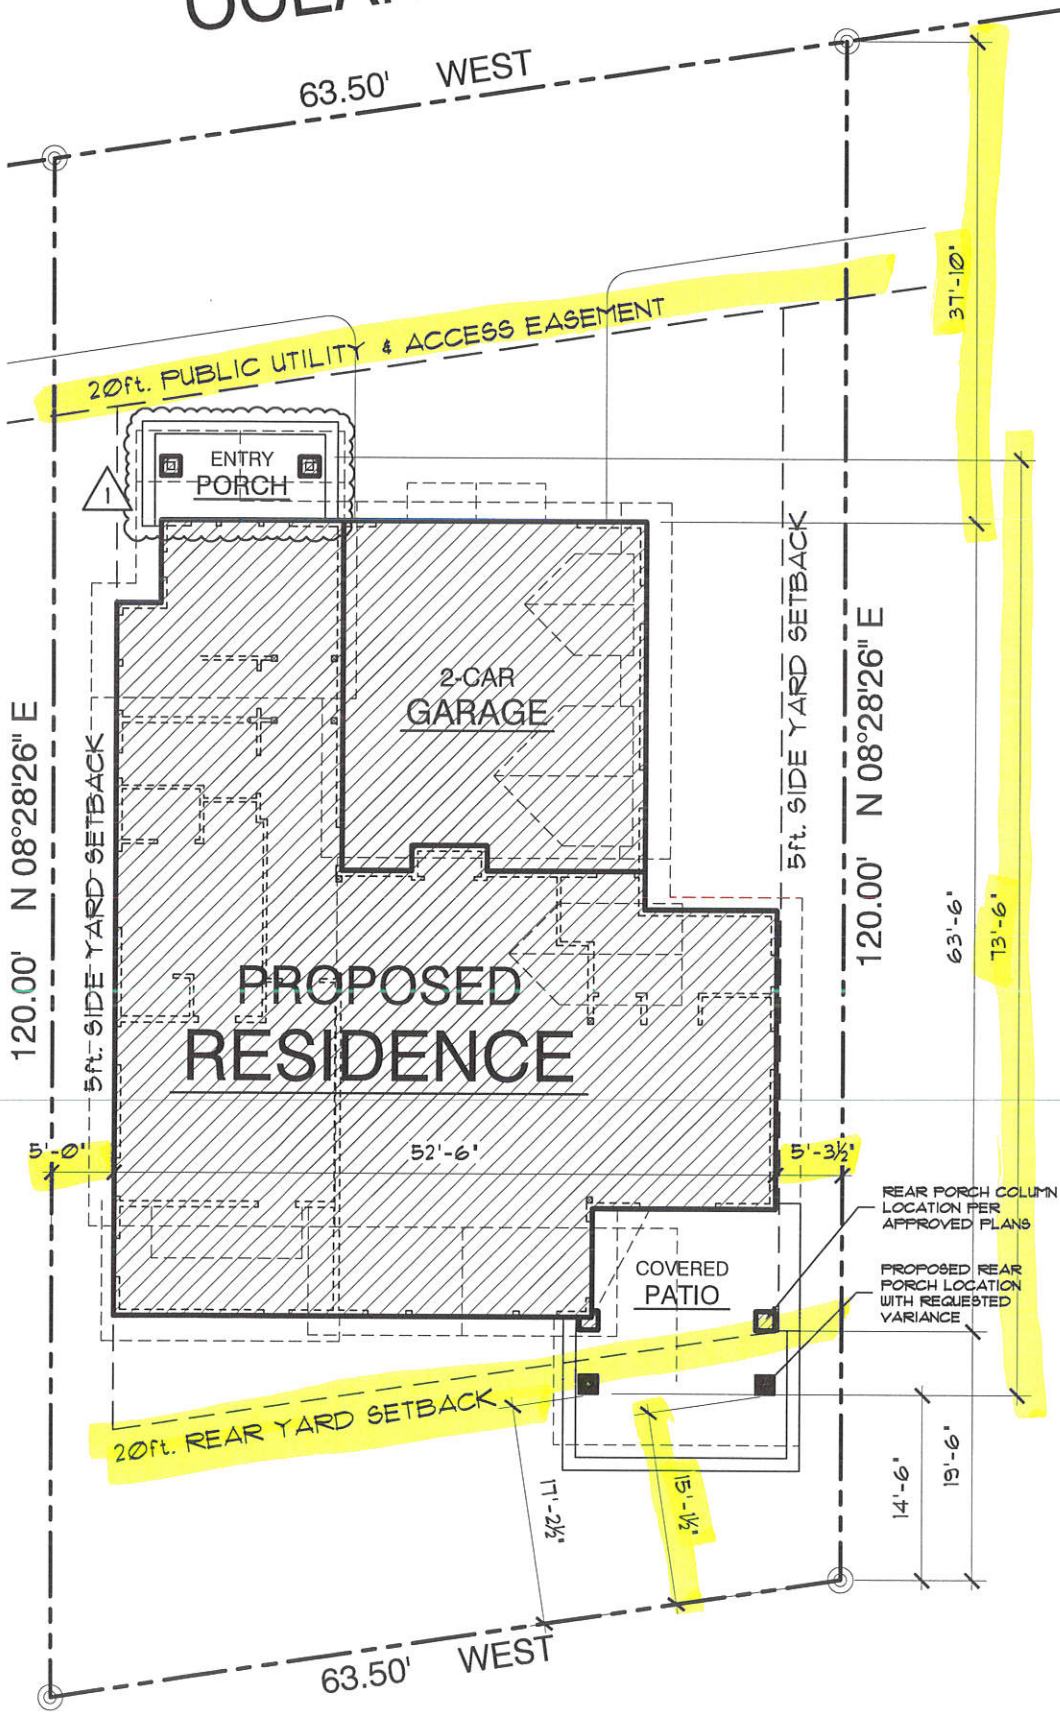 63.50' WEST
37'-10"
20ft. PUBLIC UTILITY & ACCESS EASEMENT
ENTRY
PORCH
1
2-CAR
GARAGE
5ft. SIDE YARD SETBACK
120.00' N 08°28'26" E
120.00' N 08°28'26" E
5ft. SIDE YARD SETBACK
63'-6"
73'-6"
PROPOSED
RESIDENCE
5'-0"
52'-6"
5'-3½"
REAR PORCH COLUMN
LOCATION PER
APPROVED PLANS
COVERED
PATIO
PROPOSED REAR
PORCH LOCATION
WITH REQUESTED
VARIANCE
20ft. REAR YARD SETBACK
17'-2½"
15'-1½"
14'-6"
19'-6"
63.50' WEST